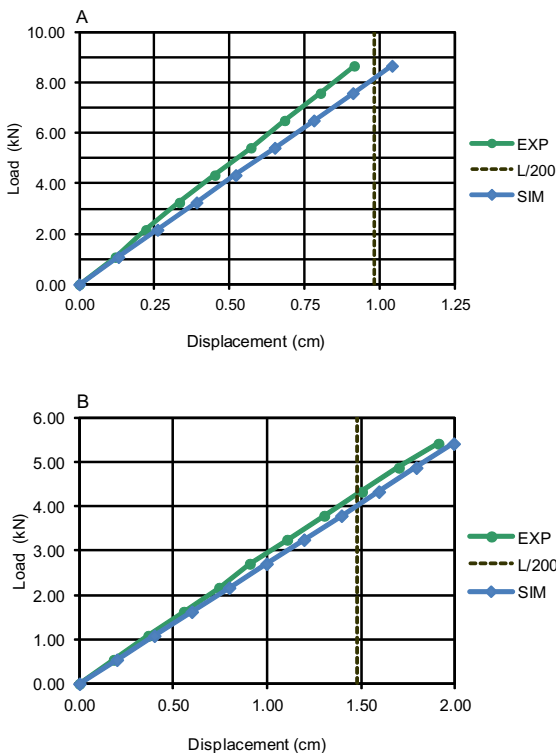 A
10.00
8.00
6.00
4.00
2.00
0.00
Load (kN)
0.00 0.25 0.50 0.75 1.00 1.25
Displacement (cm)
EXP
L/200
SIM
B
6.00
5.00
4.00
3.00
2.00
1.00
0.00
Load (kN)
0.00 0.50 1.00 1.50 2.00
Displacement (cm)
EXP
L/200
SIM